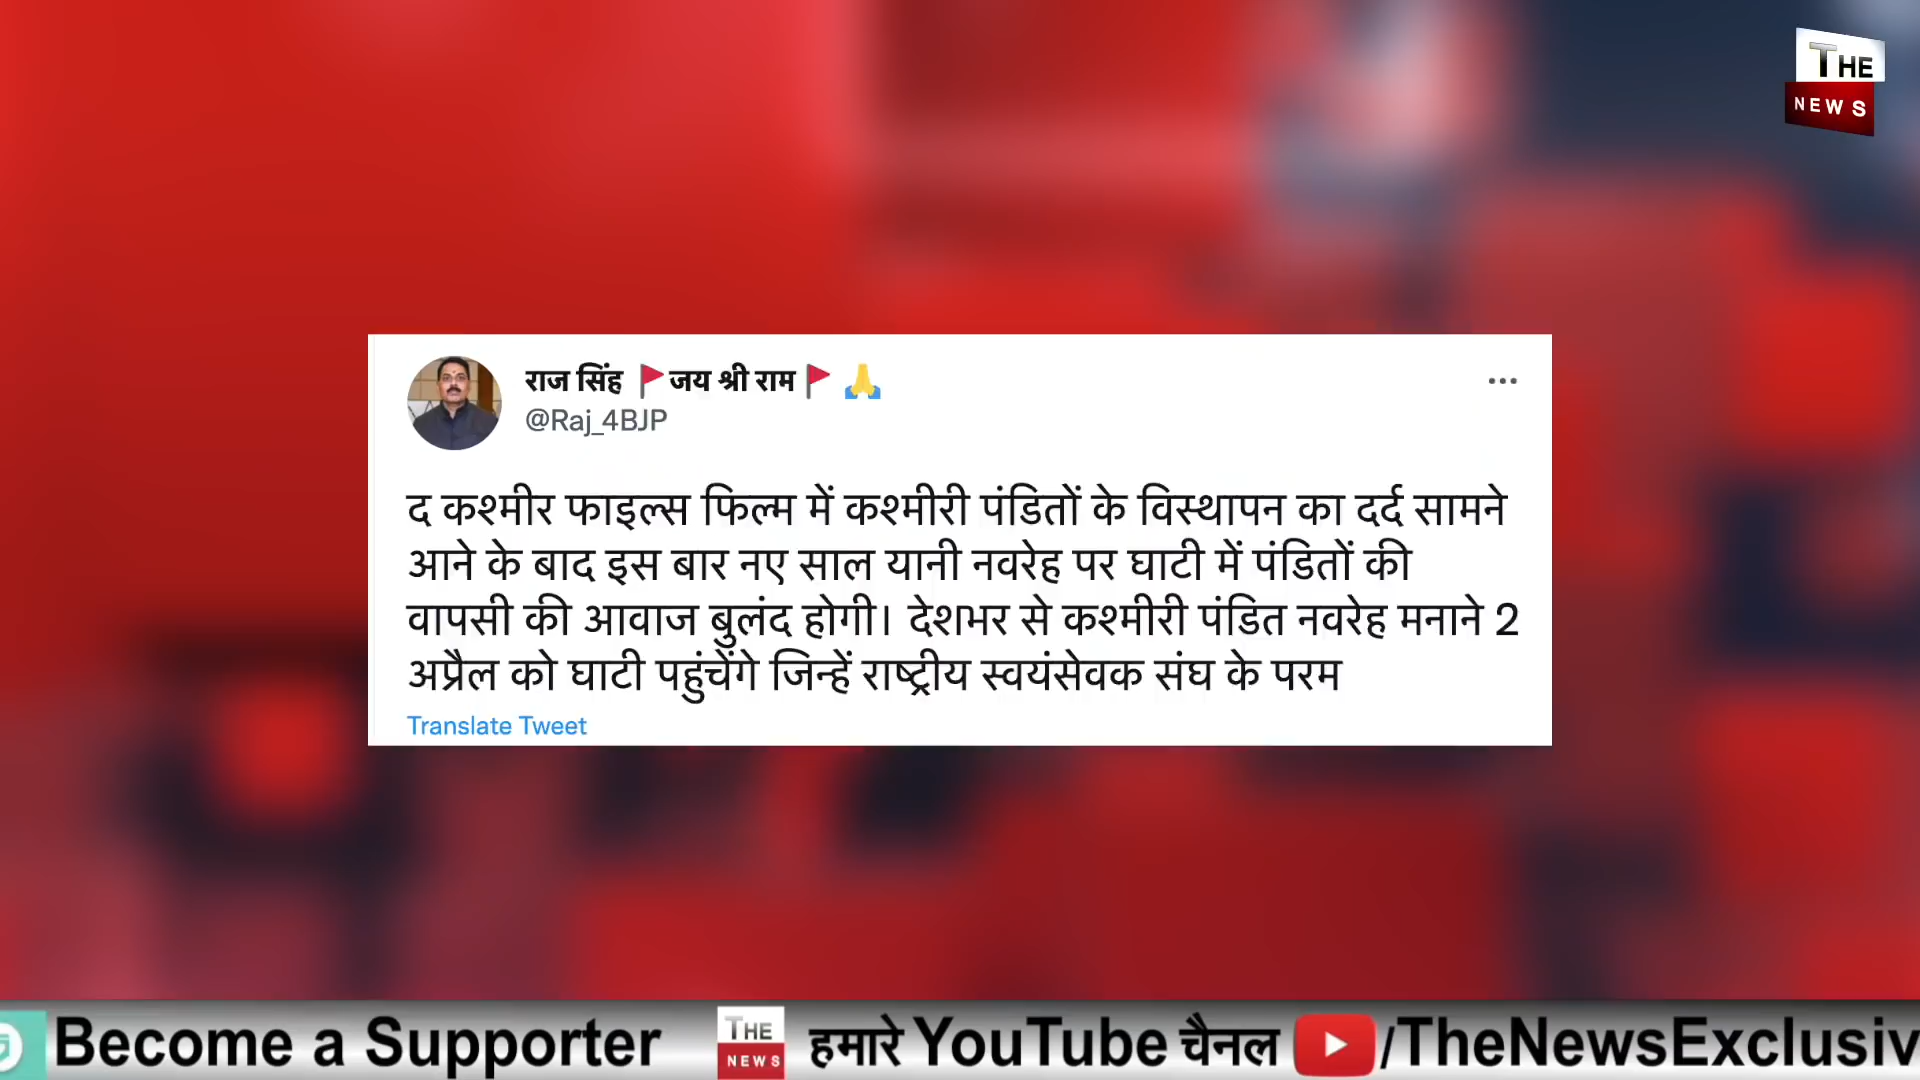 THE
NEWS
राज सिंह 🚩जय श्री राम🚩 🙏
@Raj_4BJP
द कश्मीर फाइल्स फिल्म में कश्मीरी पंडितों के विस्थापन का दर्द सामने
आने के बाद इस बार नए साल यानी नवरेह पर घाटी में पंडितों की
वापसी की आवाज बुलंद होगी। देशभर से कश्मीरी पंडित नवरेह मनाने 2
अप्रैल को घाटी पहुंचेंगे जिन्हें राष्ट्रीय स्वयंसेवक संघ के परम
Translate Tweet
Become a Supporter THE NEWS हमारे YouTube चैनल /TheNewsExclusiv